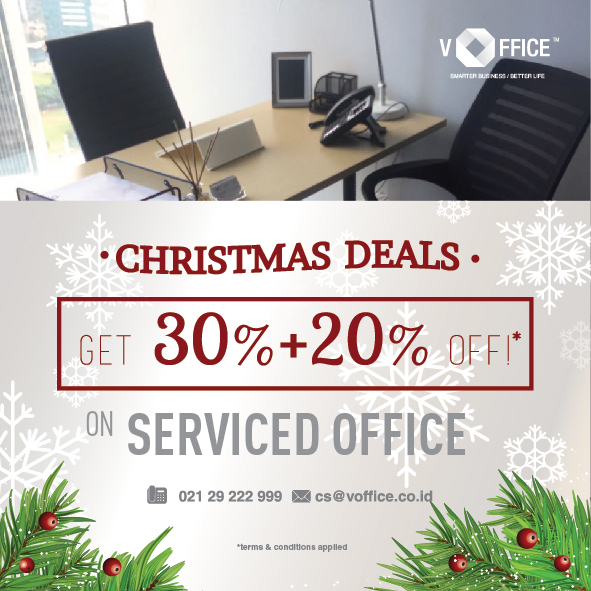 V OFFICE™
SMARTER BUSINESS / BETTER LIFE
· CHRISTMAS DEALS ·
GET 30%+20% OFF!*
ON SERVICED OFFICE
021 29 222 999 cs@voffice.co.id
*terms & conditions applied